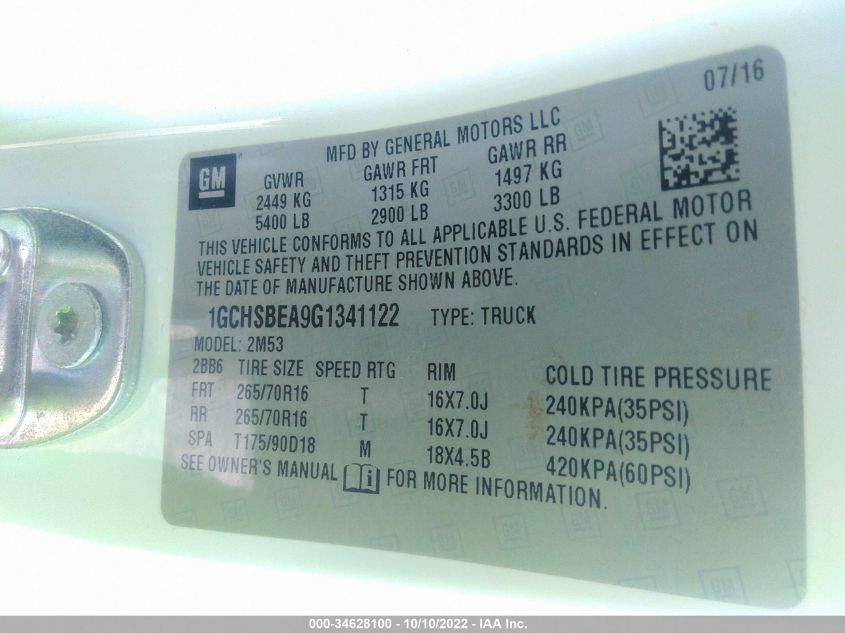 07/16
MFD BY GENERAL MOTORS LLC
GM
GVWR GAWR FRT GAWR RR
2449 KG 1315 KG 1497 KG
5400 LB 2900 LB 3300 LB
THIS VEHICLE CONFORMS TO ALL APPLICABLE U.S. FEDERAL MOTOR
VEHICLE SAFETY AND THEFT PREVENTION STANDARDS IN EFFECT ON
THE DATE OF MANUFACTURE SHOWN ABOVE.
1GCHSBEA9G1341122 TYPE: TRUCK
MODEL: 2M53
2BB6 TIRE SIZE SPEED RTG RIM COLD TIRE PRESSURE
FRT 265/70R16 T 16X7.0J 240KPA(35PSI)
RR 265/70R16 T 16X7.0J 240KPA(35PSI)
SPA T175/90D18 M 18X4.5B 420KPA(60PSI)
SEE OWNER'S MANUAL i FOR MORE INFORMATION.
000-34628100 - 10/10/2022 - IAA Inc.